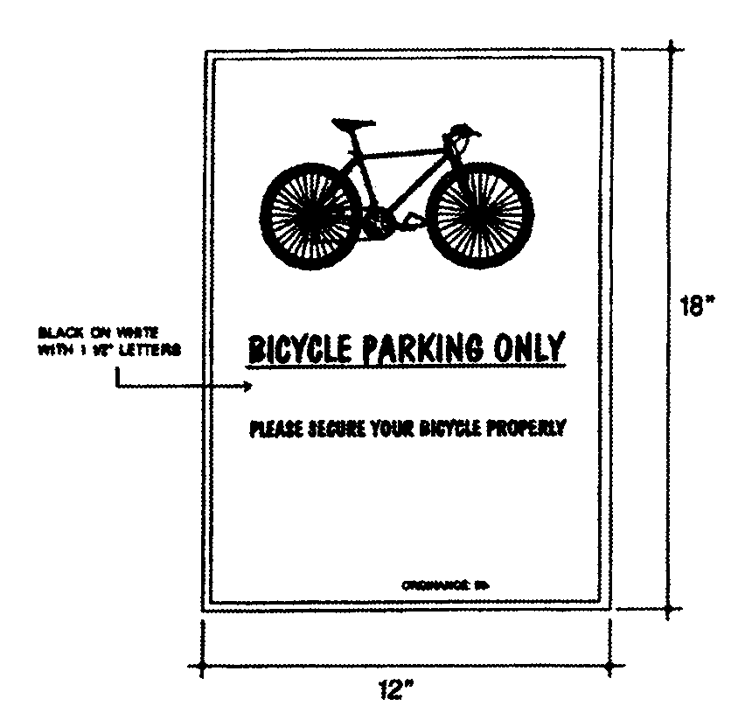 BLACK ON WHITE
WITH 1 1/2" LETTERS
BICYCLE PARKING ONLY
PLEASE SECURE YOUR BICYCLE PROPERLY
ORDINANCE
18"
12"